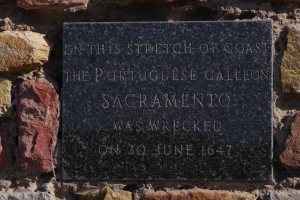 ON THIS STRETCH OF COAST
THE PORTUGUESE GALLEON
SACRAMENTO
WAS WRECKED
ON 30 JUNE 1647